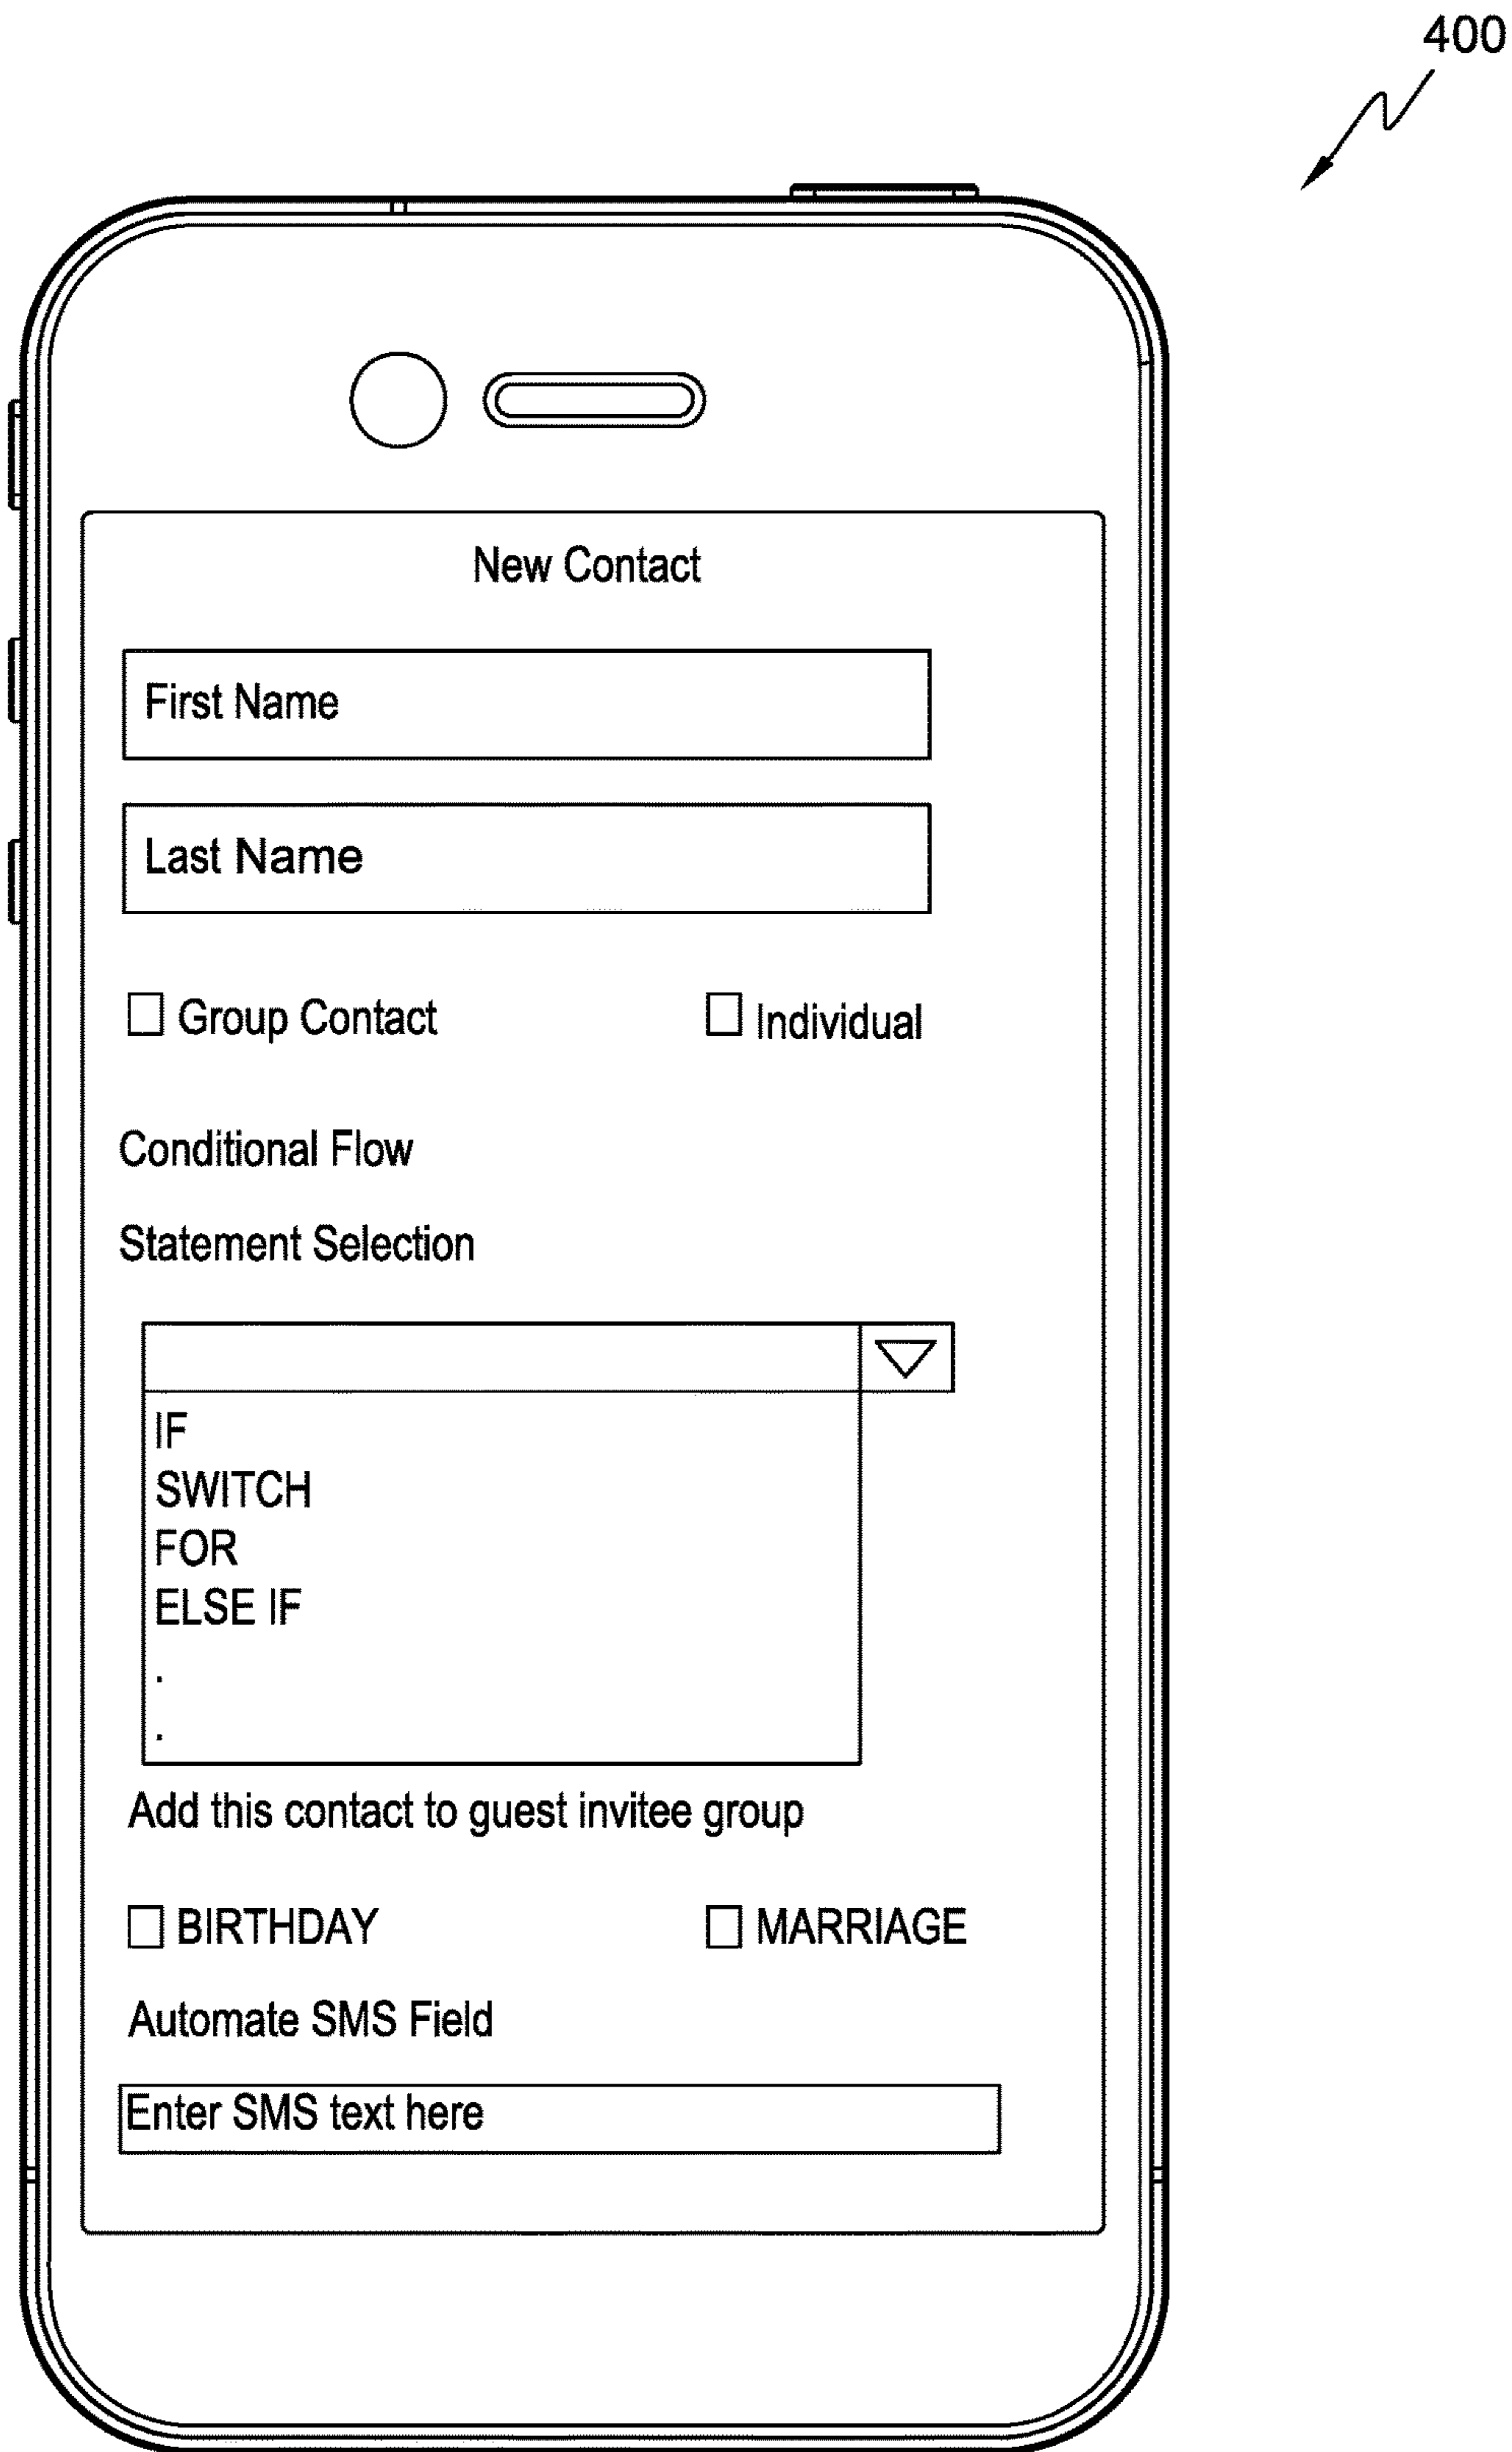 400
New Contact
First Name
Last Name
Group Contact
Individual
Conditional Flow
Statement Selection
IF
SWITCH
FOR
ELSE IF
.
.
Add this contact to guest invitee group
BIRTHDAY
MARRIAGE
Automate SMS Field
Enter SMS text here